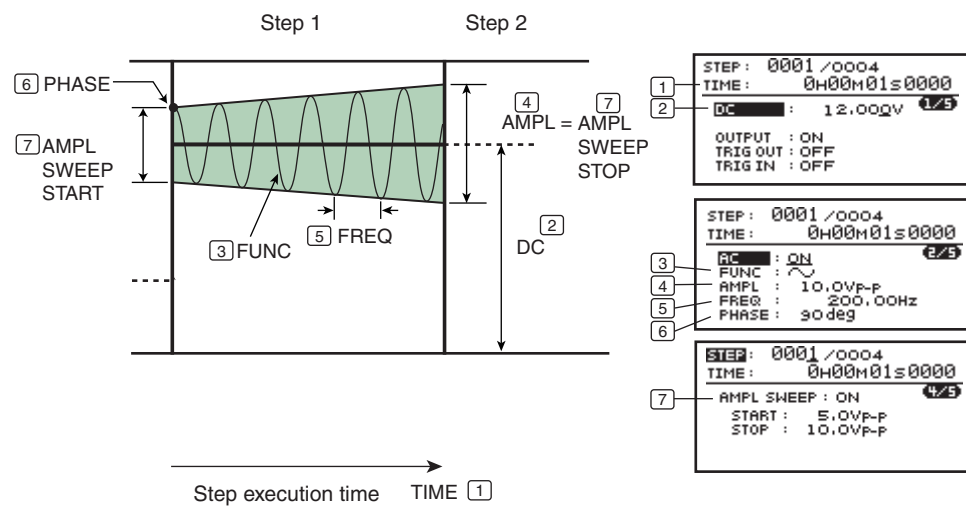 Step 1
Step 2
6 PHASE
7 AMPL
SWEEP
START
4
AMPL = AMPL
7
SWEEP
STOP
5 FREQ
3 FUNC
2
DC
Step execution time
TIME 1
1
2
STEP: 0001/0004
TIME: 0H00M01S0000
DC : 12.000V 1/5
OUTPUT : ON
TRIG OUT : OFF
TRIG IN : OFF
3
4
5
6
STEP: 0001/0004
TIME: 0H00M01S0000
AC : ON 2/5
FUNC :
AMPL : 10.0Vp-p
FREQ : 200.00Hz
PHASE : 90deg
7
STEP: 0001/0004
TIME: 0H00M01S0000
AMPL SWEEP : ON 4/5
START : 5.0Vp-p
STOP : 10.0Vp-p